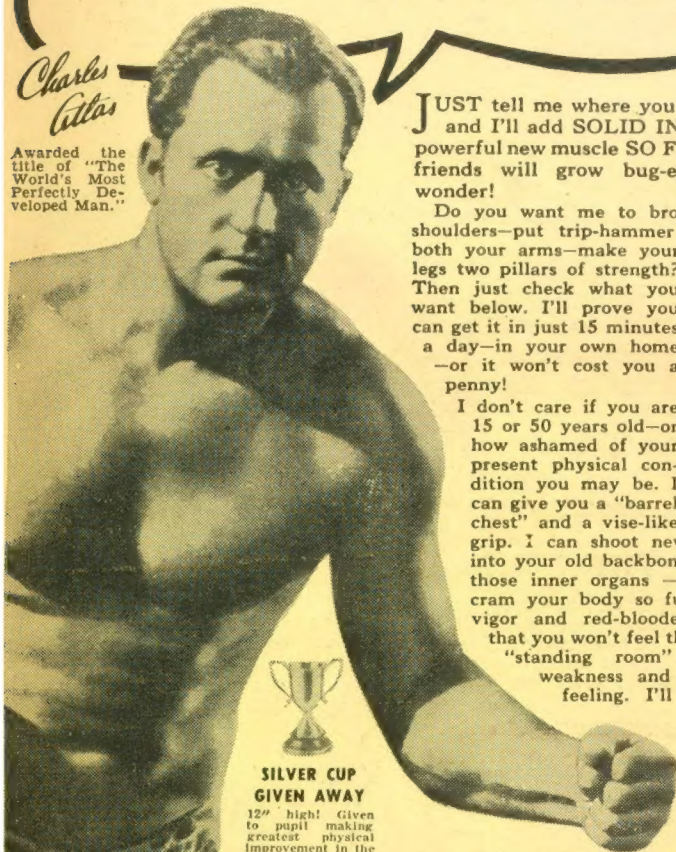 Charles
Atlas
Awarded the
title of "The
World's Most
Perfectly De-
veloped Man."
JUST tell me where you
and I'll add SOLID IN
powerful new muscle SO F
friends will grow bug-e
wonder!
Do you want me to bro
shoulders—put trip-hammer
both your arms—make your
legs two pillars of strength?
Then just check what you
want below. I'll prove you
can get it in just 15 minutes
a day—in your own home
—or it won't cost you a
penny!
I don't care if you are
15 or 50 years old—or
how ashamed of your
present physical con-
dition you may be. I
can give you a "barrel
chest" and a vise-like
grip. I can shoot new
into your old backbon
those inner organs —
cram your body so fu
vigor and red-bloode
that you won't feel th
"standing room"
weakness and
feeling. I'll
SILVER CUP
GIVEN AWAY
12" high! Given
to pupil making
greatest physical
improvement in the